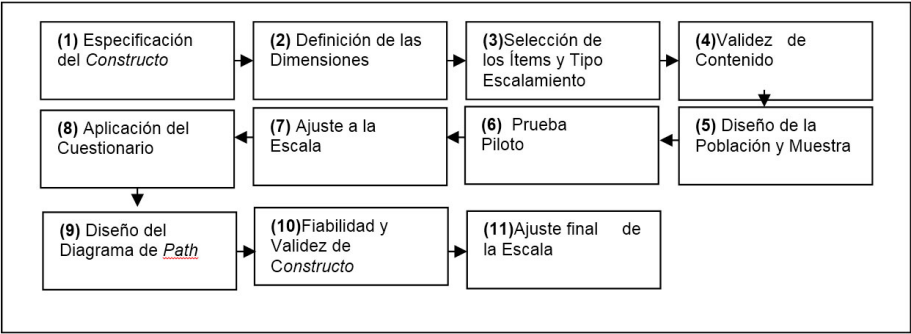 (1) Especificación
del Constructo
(2) Definición de las
Dimensiones
(3)Selección de
los Ítems y Tipo
Escalamiento
(4)Validez de
Contenido
(5) Diseño de la
Población y Muestra
(6) Prueba
Piloto
(7) Ajuste a la
Escala
(8) Aplicación del
Cuestionario
(9) Diseño del
Diagrama de Path
(10)Fiabilidad y
Validez de
Constructo
(11)Ajuste final de
la Escala